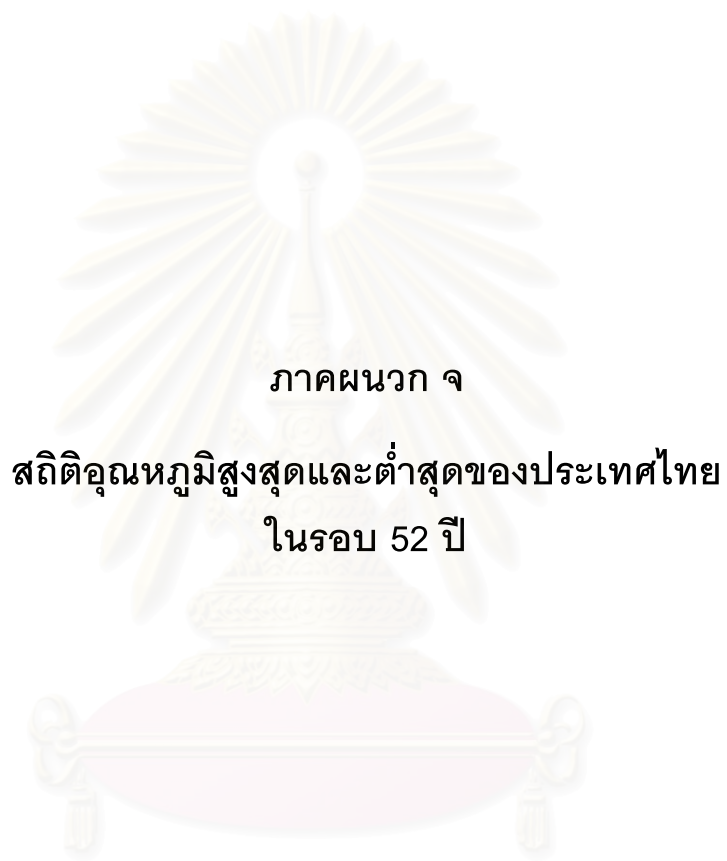 ภาคผนวก จ
สถิติอุณหภูมิสูงสุดและต่ำสุดของประเทศไทย
ในรอบ 52 ปี